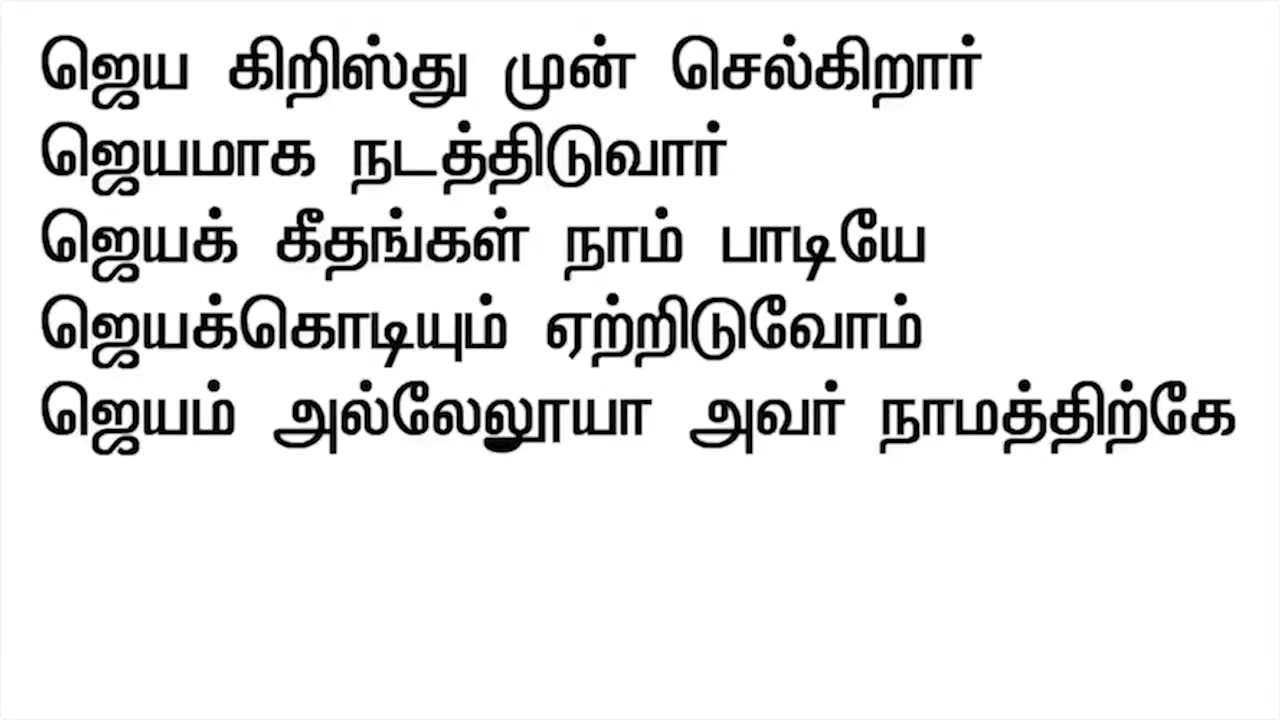 ஜெய கிறிஸ்து முன் செல்கிறார்
ஜெயமாக நடத்திடுவார்
ஜெயக் கீதங்கள் நாம் பாடியே
ஜெயக்கொடியும் ஏற்றிடுவோம்
ஜெயம் அல்லேலூயா அவர் நாமத்திற்கே